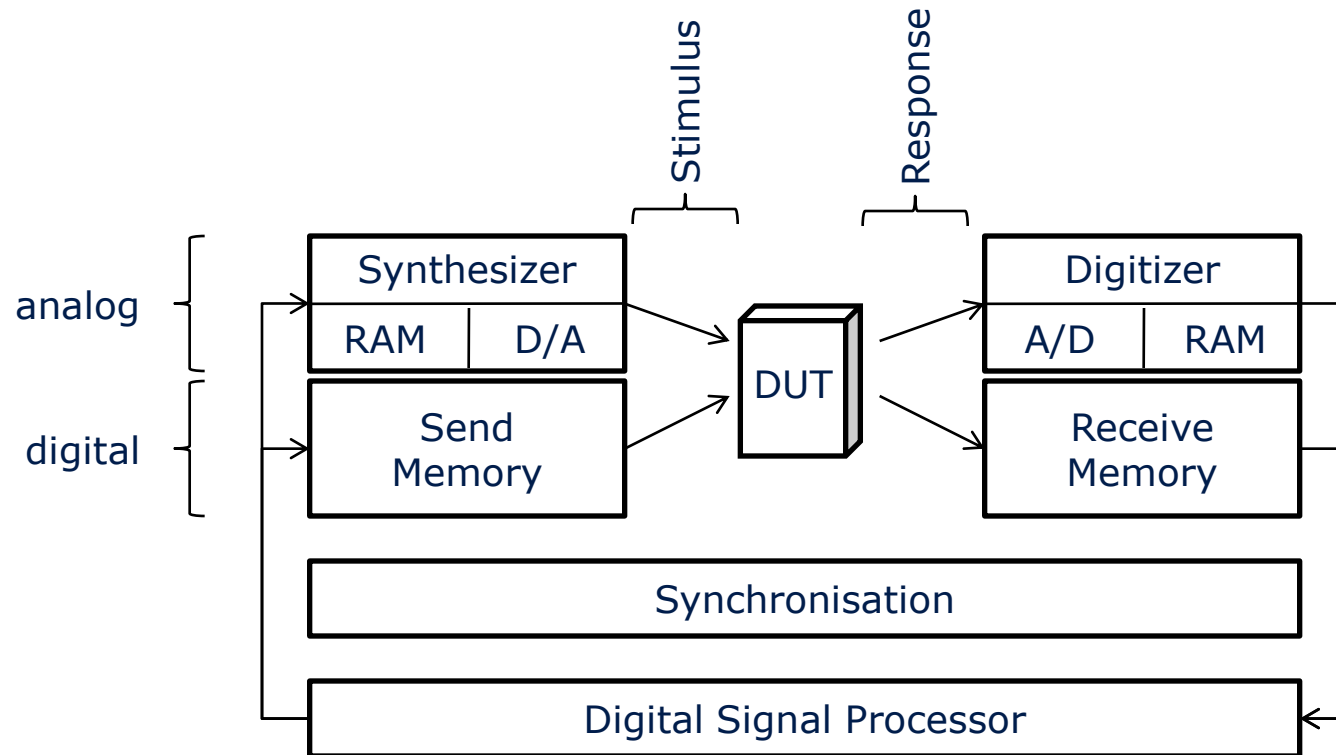 Stimulus
Response
analog
Synthesizer
RAM
D/A
Digitizer
A/D
RAM
DUT
digital
Send
Memory
Receive
Memory
Synchronisation
Digital Signal Processor